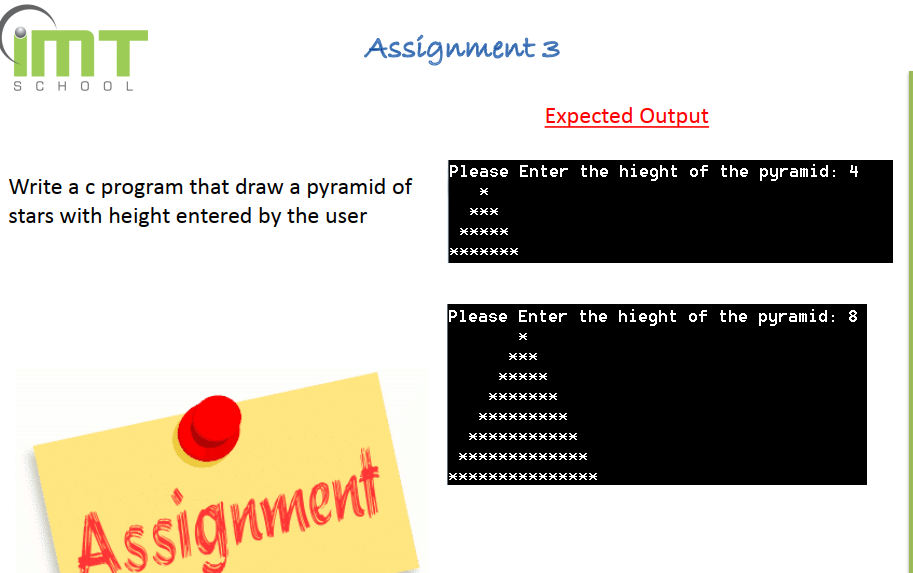 iMT
SCHOOL
Assignment 3
Expected Output
Write a c program that draw a pyramid of
stars with height entered by the user
Please Enter the hieght of the pyramid: 4
   *
  ***
 *****
*******
Please Enter the hieght of the pyramid: 8
       *
      ***
     *****
    *******
   *********
  ***********
 *************
***************
Assignment